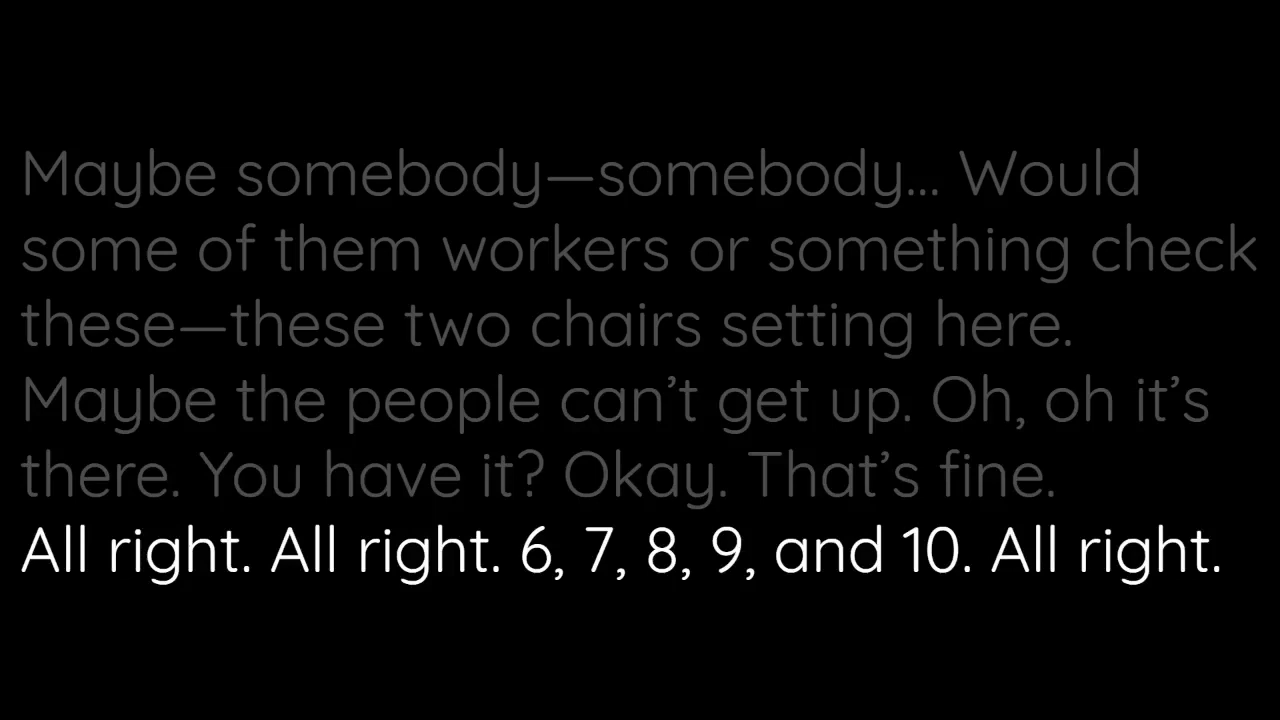 Maybe somebody—somebody... Would
some of them workers or something check
these—these two chairs setting here.
Maybe the people can’t get up. Oh, oh it’s
there. You have it? Okay. That’s fine.
All right. All right. 6, 7, 8, 9, and 10. All right.